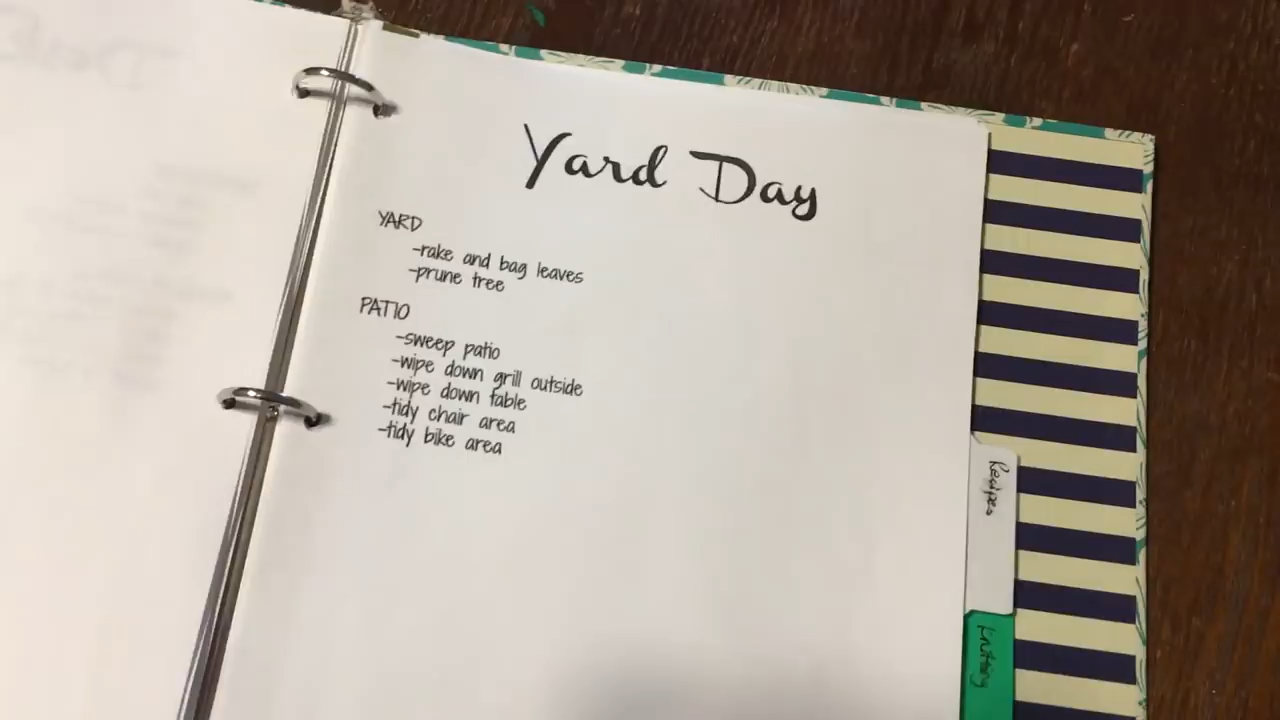 Yard Day
YARD
-rake and bag leaves
-prune tree
PATIO
-sweep patio
-wipe down grill outside
-wipe down table
-tidy chair area
-tidy bike area
Recipes
Knitting